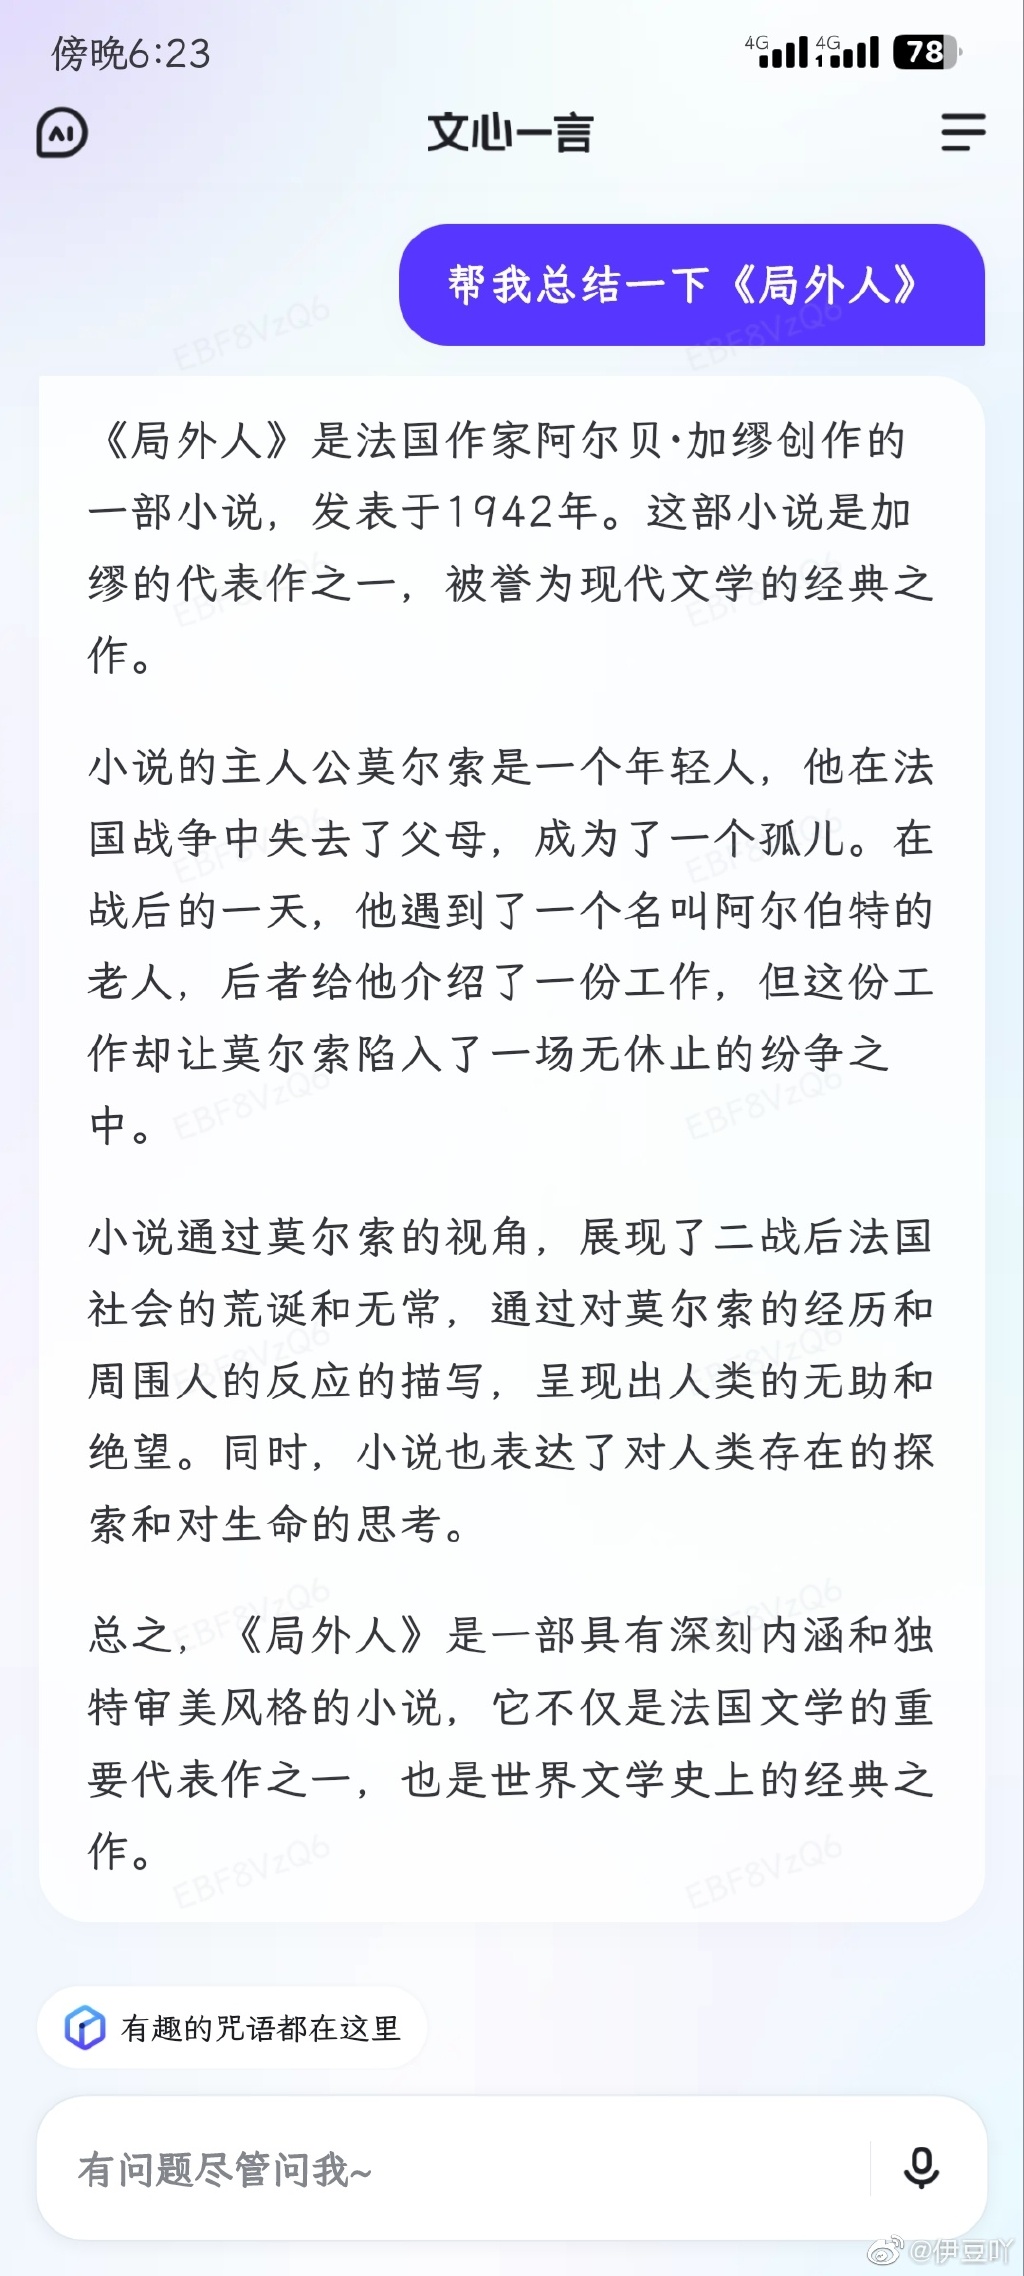 傍晚6:23
4G 4G 1 78
AI
文心一言
帮我总结一下《局外人》
《局外人》是法国作家阿尔贝·加缪创作的
一部小说，发表于1942年。这部小说是加
缪的代表作之一，被誉为现代文学的经典之
作。
小说的主人公莫尔索是一个年轻人，他在法
国战争中失去了父母，成为了一个孤儿。在
战后的一天，他遇到了一个名叫阿尔伯特的
老人，后者给他介绍了一份工作，但这份工
作却让莫尔索陷入了一场无休止的纷争之
中。
小说通过莫尔索的视角，展现了二战后法国
社会的荒诞和无常，通过对莫尔索的经历和
周围人的反应的描写，呈现出人类的无助和
绝望。同时，小说也表达了对人类存在的探
索和对生命的思考。
总之，《局外人》是一部具有深刻内涵和独
特审美风格的小说，它不仅是法国文学的重
要代表作之一，也是世界文学史上的经典之
作。
EBF8VzQ6 EBF8VzQ6
EBF8VzQ6 EBF8VzQ6
EBF8VzQ6 EBF8VzQ6
EBF8VzQ6 EBF8VzQ6
EBF8VzQ6 EBF8VzQ6
EBF8VzQ6 EBF8VzQ6
EBF8VzQ6 EBF8VzQ6
有趣的咒语都在这里
有问题尽管问我~
@伊豆吖